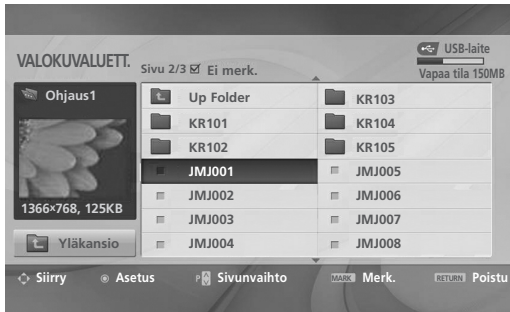 USB-laite
VALOKUVALUETT.
Sivu 2/3 Ei merk.
Vapaa tila 150MB
Ohjaus1
1366×768, 125KB
Yläkansio
Up Folder
KR101
KR102
JMJ001
JMJ002
JMJ003
JMJ004
KR103
KR104
KR105
JMJ005
JMJ006
JMJ007
JMJ008
Siirry Asetus P Sivunvaihto MARK Merk. RETURN Poistu